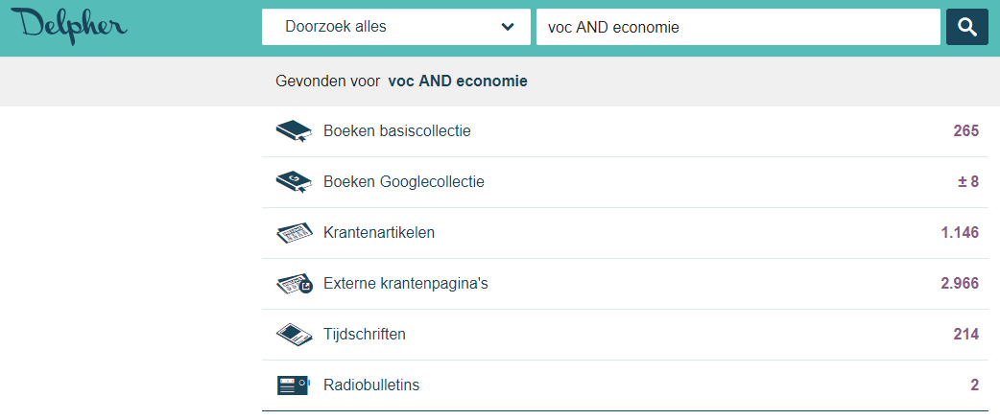 Delpher
Doorzoek alles
voc AND economie
Gevonden voor voc AND economie
Boeken basiscollectie 265
Boeken Googlecollectie ± 8
Krantenartikelen 1.146
Externe krantenpagina's 2.966
Tijdschriften 214
Radiobulletins 2